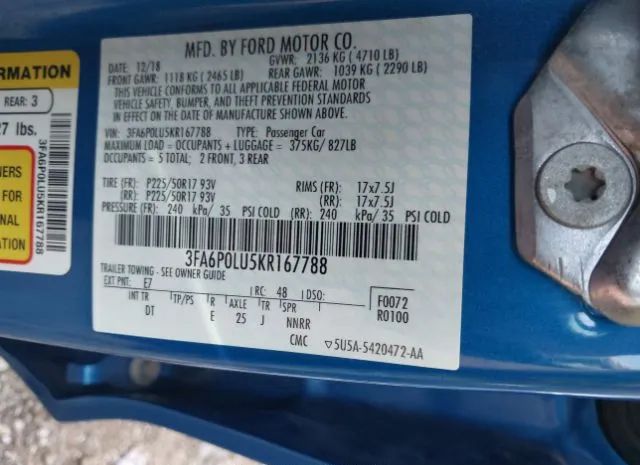 FORMATION
REAR: 3
27 lbs.
3FA6P0LU5KR167788
NERS
FOR
NAL
ATION
MFD. BY FORD MOTOR CO.
DATE: 12/18
GVWR: 2136 KG ( 4710 LB)
FRONT GAWR: 1118 KG ( 2465 LB)
REAR GAWR: 1039 KG ( 2290 LB)
THIS VEHICLE CONFORMS TO ALL APPLICABLE FEDERAL MOTOR
VEHICLE SAFETY, BUMPER, AND THEFT PREVENTION STANDARDS
IN EFFECT ON THE DATE OF MANUFACTURE SHOWN ABOVE.
VIN: 3FA6P0LU5KR167788
TYPE: Passenger Car
MAXIMUM LOAD = OCCUPANTS + LUGGAGE = 375KG/ 827LB
OCCUPANTS = 5 TOTAL; 2 FRONT, 3 REAR
TIRE (FR): P225/50R17 93V
RIMS (FR): 17x7.5J
(RR): P225/50R17 93V
(RR): 17x7.5J
PRESSURE (FR): 240 kPa/ 35 PSI COLD (RR): 240 kPa/ 35 PSI COLD
3FA6P0LU5KR167788
TRAILER TOWING - SEE OWNER GUIDE
EXT PNT: E7
RC: 48
DSO:
F0072
R0100
INT TR
TP/PS
R
AXLE
TR
SPR
DT
E
25
J
NNRR
CMC
▽5U5A-5420472-AA